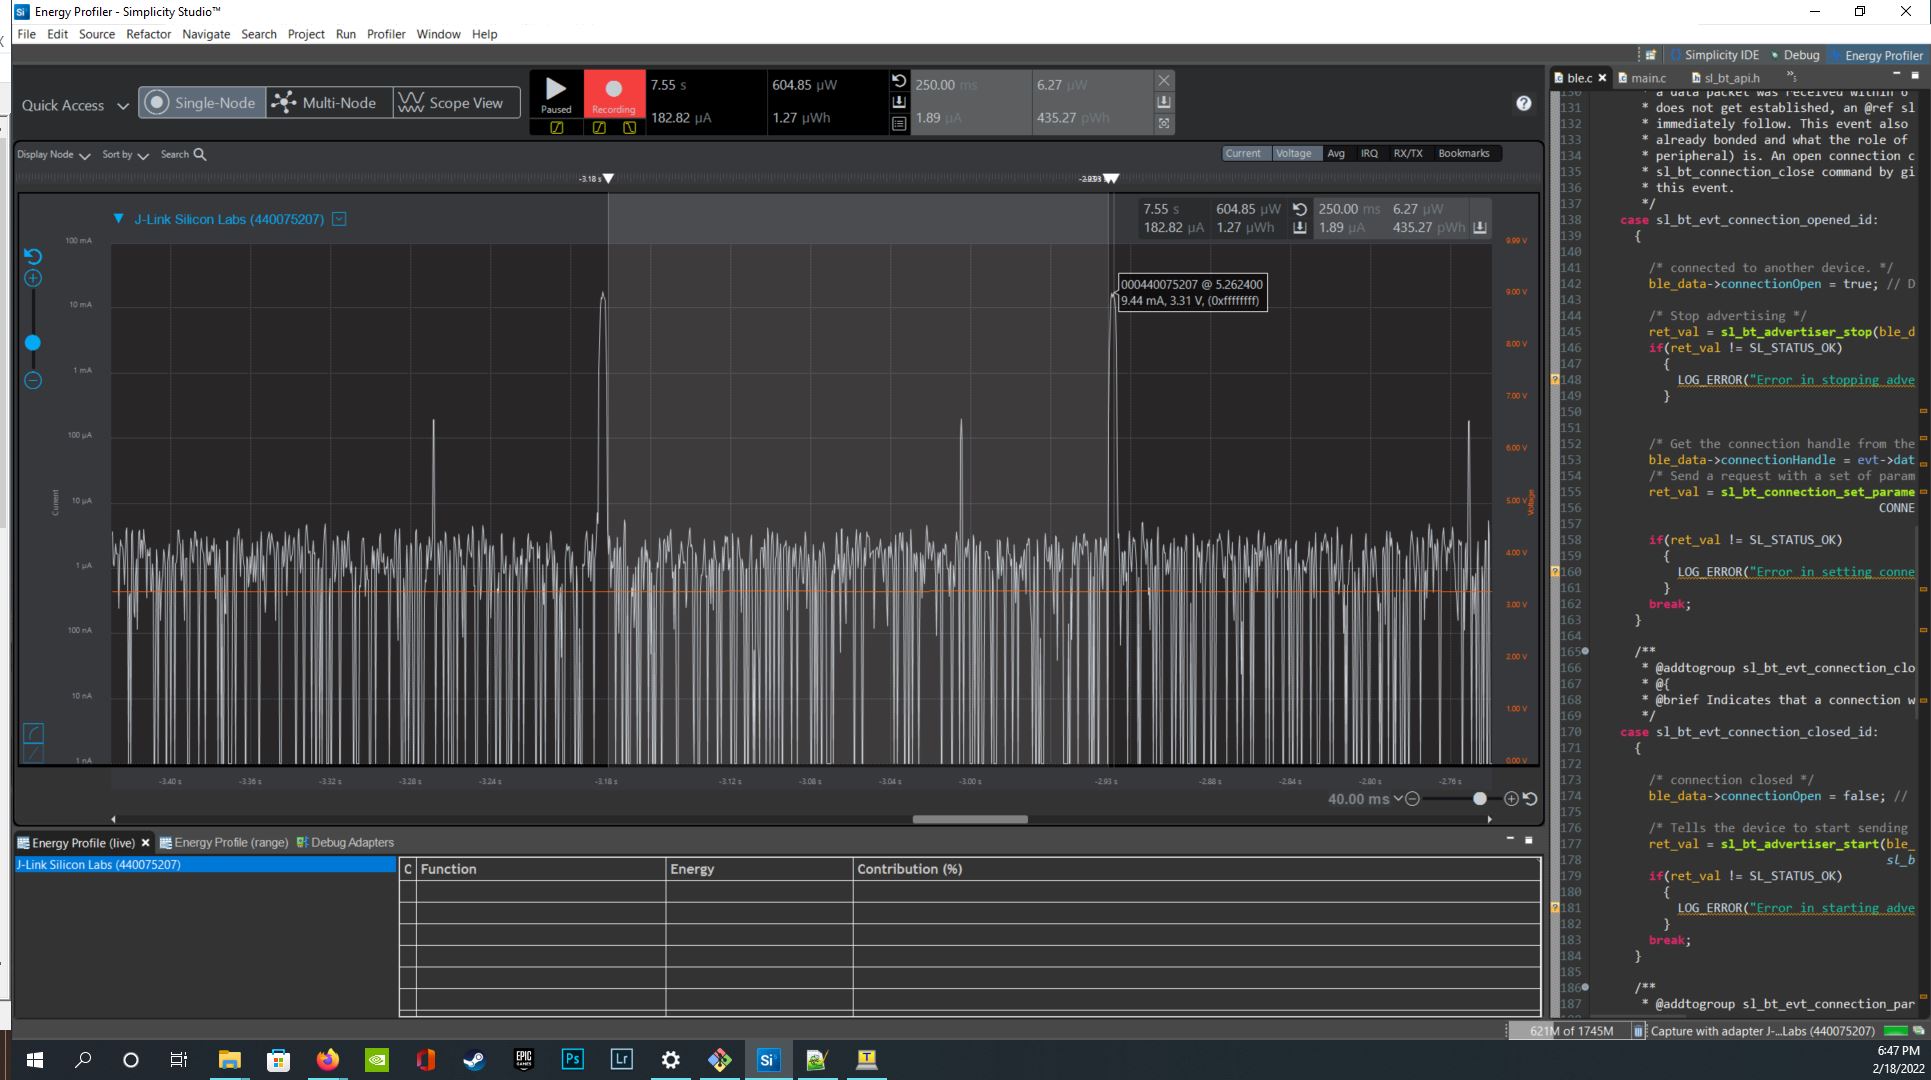 Energy Profiler - Simplicity Studio™
File Edit Source Refactor Navigate Search Project Run Profiler Window Help
Simplicity IDE Debug Energy Profiler
Quick Access
Single-Node Multi-Node Scope View
Paused
Recording
7.55 s 604.85 µW 250.00 ms 6.27 µW
182.82 µA 1.27 µWh 1.89 µA 435.27 pWh
Display Node Sort by Search
Current Voltage Avg IRQ RX/TX Bookmarks
-3.18 s
J-Link Silicon Labs (440075207)
7.55 s 604.85 µW 250.00 ms 6.27 µW
182.82 µA 1.27 µWh 1.89 µA 435.27 pWh
100 mA
10 mA
1 mA
100 µA
10 µA
1 µA
100 nA
10 nA
1 nA
Current
000440075207 @ 5.262400
9.44 mA, 3.31 V, (0xffffffff)
9.99 V
9.00 V
8.00 V
7.00 V
6.00 V
5.00 V
4.00 V
3.00 V
2.00 V
1.00 V
0.00 V
Voltage
-3.40 s -3.36 s -3.32 s -3.28 s -3.24 s -3.18 s -3.12 s -3.08 s -3.04 s -3.00 s -2.93 s -2.88 s -2.84 s -2.80 s -2.76 s
40.00 ms
Energy Profile (live) Energy Profile (range) Debug Adapters
J-Link Silicon Labs (440075207)
C Function Energy Contribution (%)
ble.c main.c sl_bt_api.h
130 * a data packet was received within 6
131 * does not get established, an @ref sl
132 * immediately follow. This event also
133 * already bonded and what the role of
134 * peripheral) is. An open connection c
135 * sl_bt_connection_close command by gi
136 * this event.
137 */
138 case sl_bt_evt_connection_opened_id:
139 {
140
141 /* connected to another device. */
142 ble_data->connectionOpen = true; // D
143
144 /* Stop advertising */
145 ret_val = sl_bt_advertiser_stop(ble_d
146 if(ret_val != SL_STATUS_OK)
147 {
148 LOG_ERROR("Error in stopping adve
149 }
150
151
152 /* Get the connection handle from the
153 ble_data->connectionHandle = evt->dat
154 /* Send a request with a set of param
155 ret_val = sl_bt_connection_set_parame
156 CONNE
157
158 if(ret_val != SL_STATUS_OK)
159 {
160 LOG_ERROR("Error in setting conne
161 }
162 break;
163 }
164
165 /**
166 * @addtogroup sl_bt_evt_connection_clo
167 * @{
168 * @brief Indicates that a connection w
169 */
170 case sl_bt_evt_connection_closed_id:
171 {
172
173 /* connection closed */
174 ble_data->connectionOpen = false; //
175
176 /* Tells the device to start sending
177 ret_val = sl_bt_advertiser_start(ble_
178 sl_b
179 if(ret_val != SL_STATUS_OK)
180 {
181 LOG_ERROR("Error in starting adve
182 }
183 break;
184 }
185
186 /**
187 * @addtogroup sl_bt_evt_connection_par
621M of 1745M Capture with adapter J-...Labs (440075207)
6:47 PM
2/18/2022